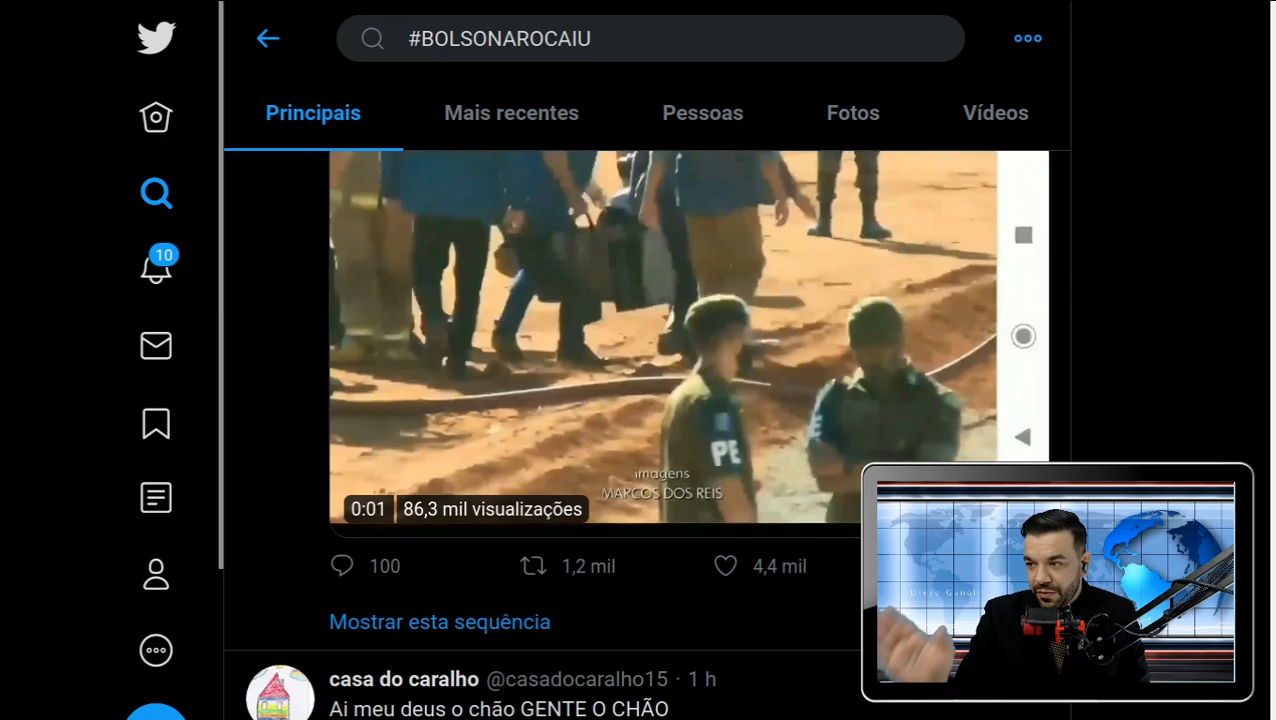 #BOLSONAROCAIU
Principais
Mais recentes
Pessoas
Fotos
Vídeos
10
PE
imagens
MARCOS DOS REIS
0:01
86,3 mil visualizações
100
1,2 mil
4,4 mil
Mostrar esta sequência
casa do caralho @casadocaralho15 · 1 h
Ai meu deus o chão GENTE O CHÃO